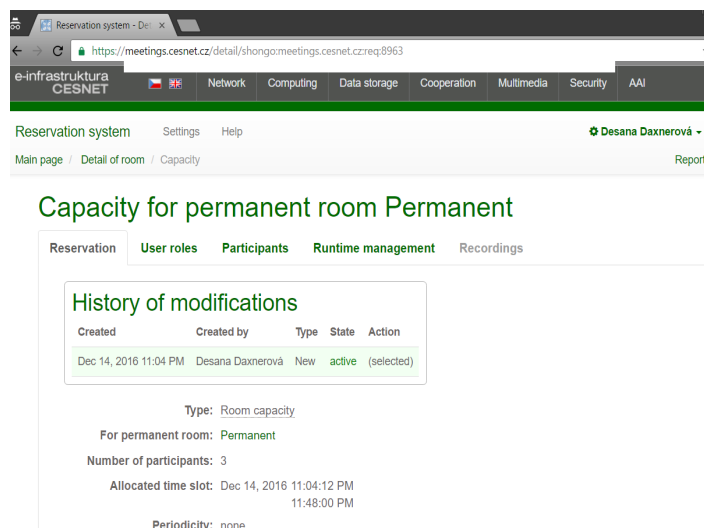 Reservation system - Det
https://meetings.cesnet.cz/detail/shongo:meetings.cesnet.cz:req:8963
e-infrastruktura
CESNET
Network Computing Data storage Cooperation Multimedia Security AAI
Reservation system Settings Help Desana Daxnerová
Main page / Detail of room / Capacity Report
Capacity for permanent room Permanent
Reservation User roles Participants Runtime management Recordings
History of modifications
Created Created by Type State Action
Dec 14, 2016 11:04 PM Desana Daxnerová New active (selected)
Type: Room capacity
For permanent room: Permanent
Number of participants: 3
Allocated time slot: Dec 14, 2016 11:04:12 PM
11:48:00 PM
Periodicity: none